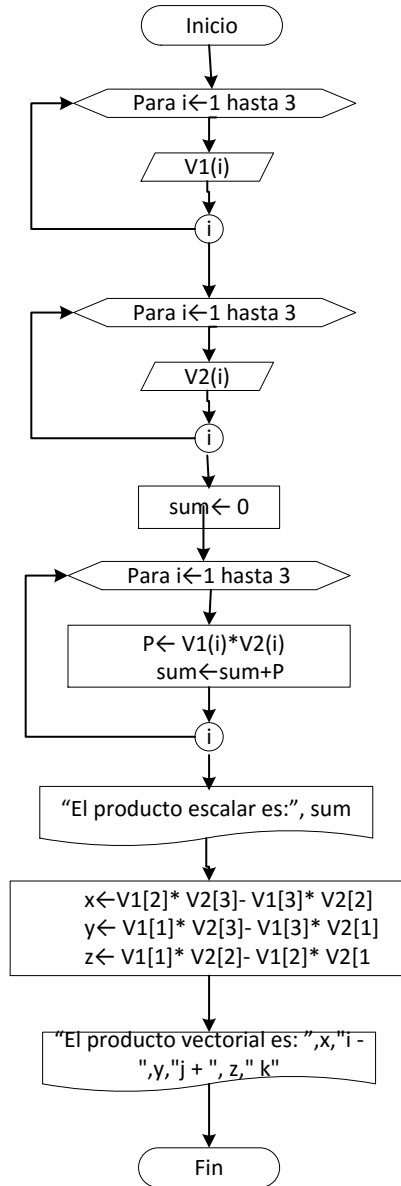 Inicio
Para i←1 hasta 3
V1(i)
i
Para i←1 hasta 3
V2(i)
i
sum← 0
Para i←1 hasta 3
P← V1(i)*V2(i)
sum←sum+P
i
“El producto escalar es:”, sum
x←V1[2]* V2[3]- V1[3]* V2[2]
y← V1[1]* V2[3]- V1[3]* V2[1]
z← V1[1]* V2[2]- V1[2]* V2[1
“El producto vectorial es: ”,x,"i -
",y,"j + ", z," k"
Fin